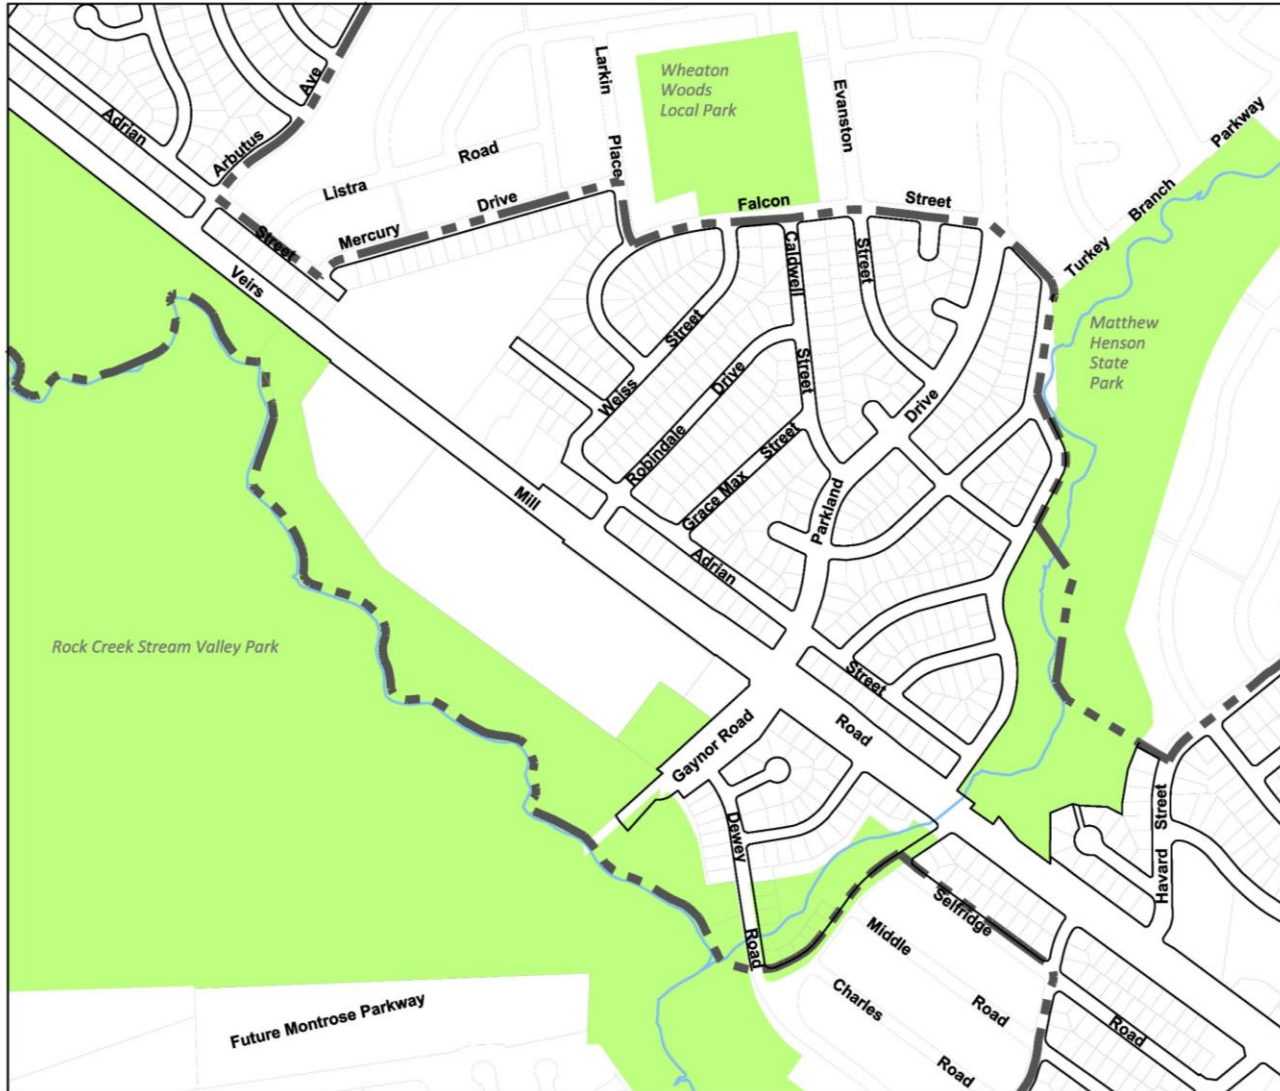 Wheaton
Woods
Local Park
Larkin
Place
Evanston
Street
Turkey
Branch
Parkway
Adrian
Street
Arbutus
Ave
Listra
Road
Mercury
Drive
Falcon
Street
Caldwell
Street
Veirs
Mill
Road
Weiss
Street
Robindale
Drive
Grace Max
Street
Parkland
Drive
Matthew
Henson
State
Park
Adrian
Street
Rock Creek Stream Valley Park
Gaynor Road
Dewey
Road
Havard
Street
Selfridge
Road
Middle
Road
Charles
Road
Future Montrose Parkway